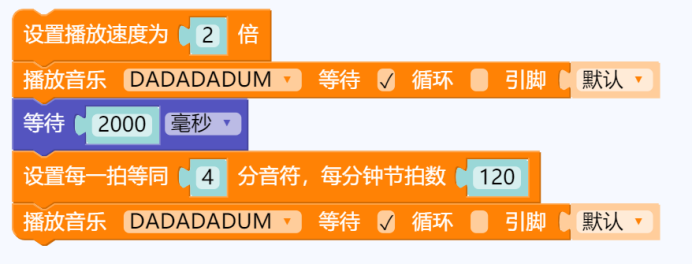 设置播放速度为 2 倍
播放音乐 DADADADUM 等待 ✓ 循环 引脚 默认
等待 2000 毫秒
设置每一拍等同 4 分音符，每分钟节拍数 120
播放音乐 DADADADUM 等待 ✓ 循环 引脚 默认